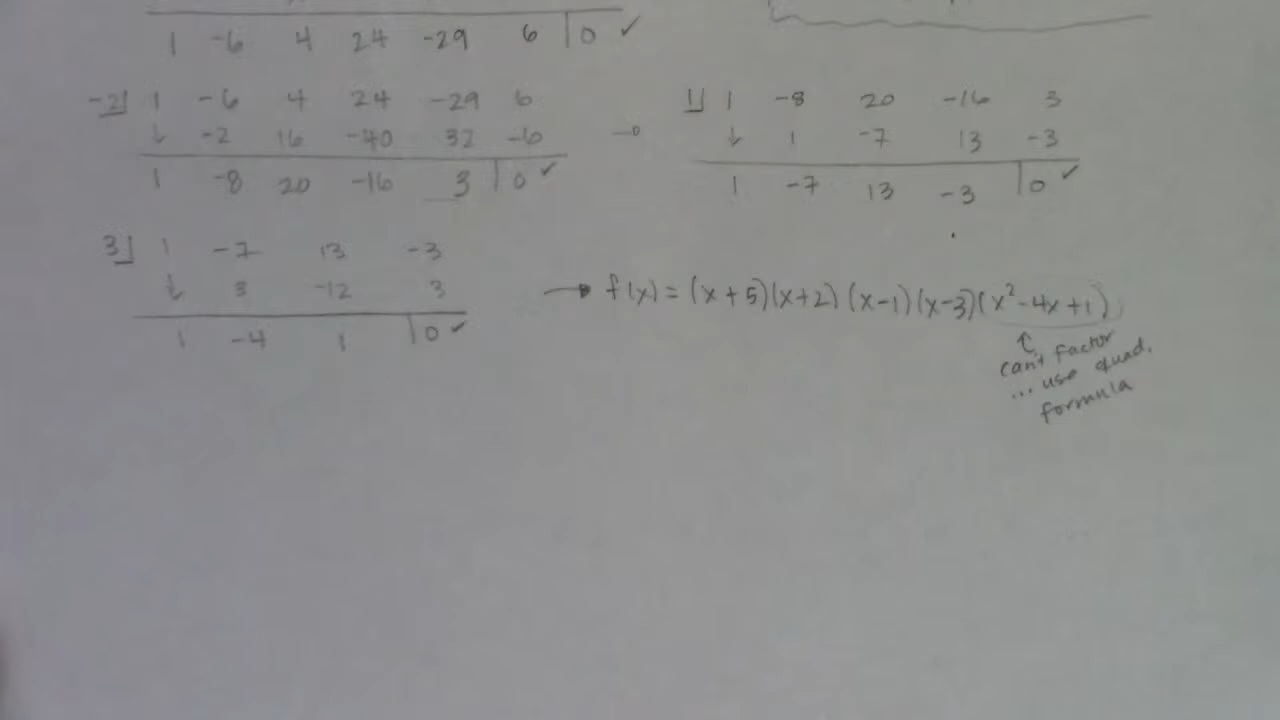 1 -6 4 24 -29 6 | 0 ✓
-2] 1 -6 4 24 -29 6
↓ -2 16 -40 32 -6
1 -8 20 -16 3 | 0 ✓
1] 1 -8 20 -16 3
↓ 1 -7 13 -3
1 -7 13 -3 | 0 ✓
3] 1 -7 13 -3
↓ 3 -12 3
1 -4 1 | 0 ✓
→ f(x) = (x+5)(x+2)(x-1)(x-3)(x²-4x+1)
↑
can't factor
... use quad.
formula